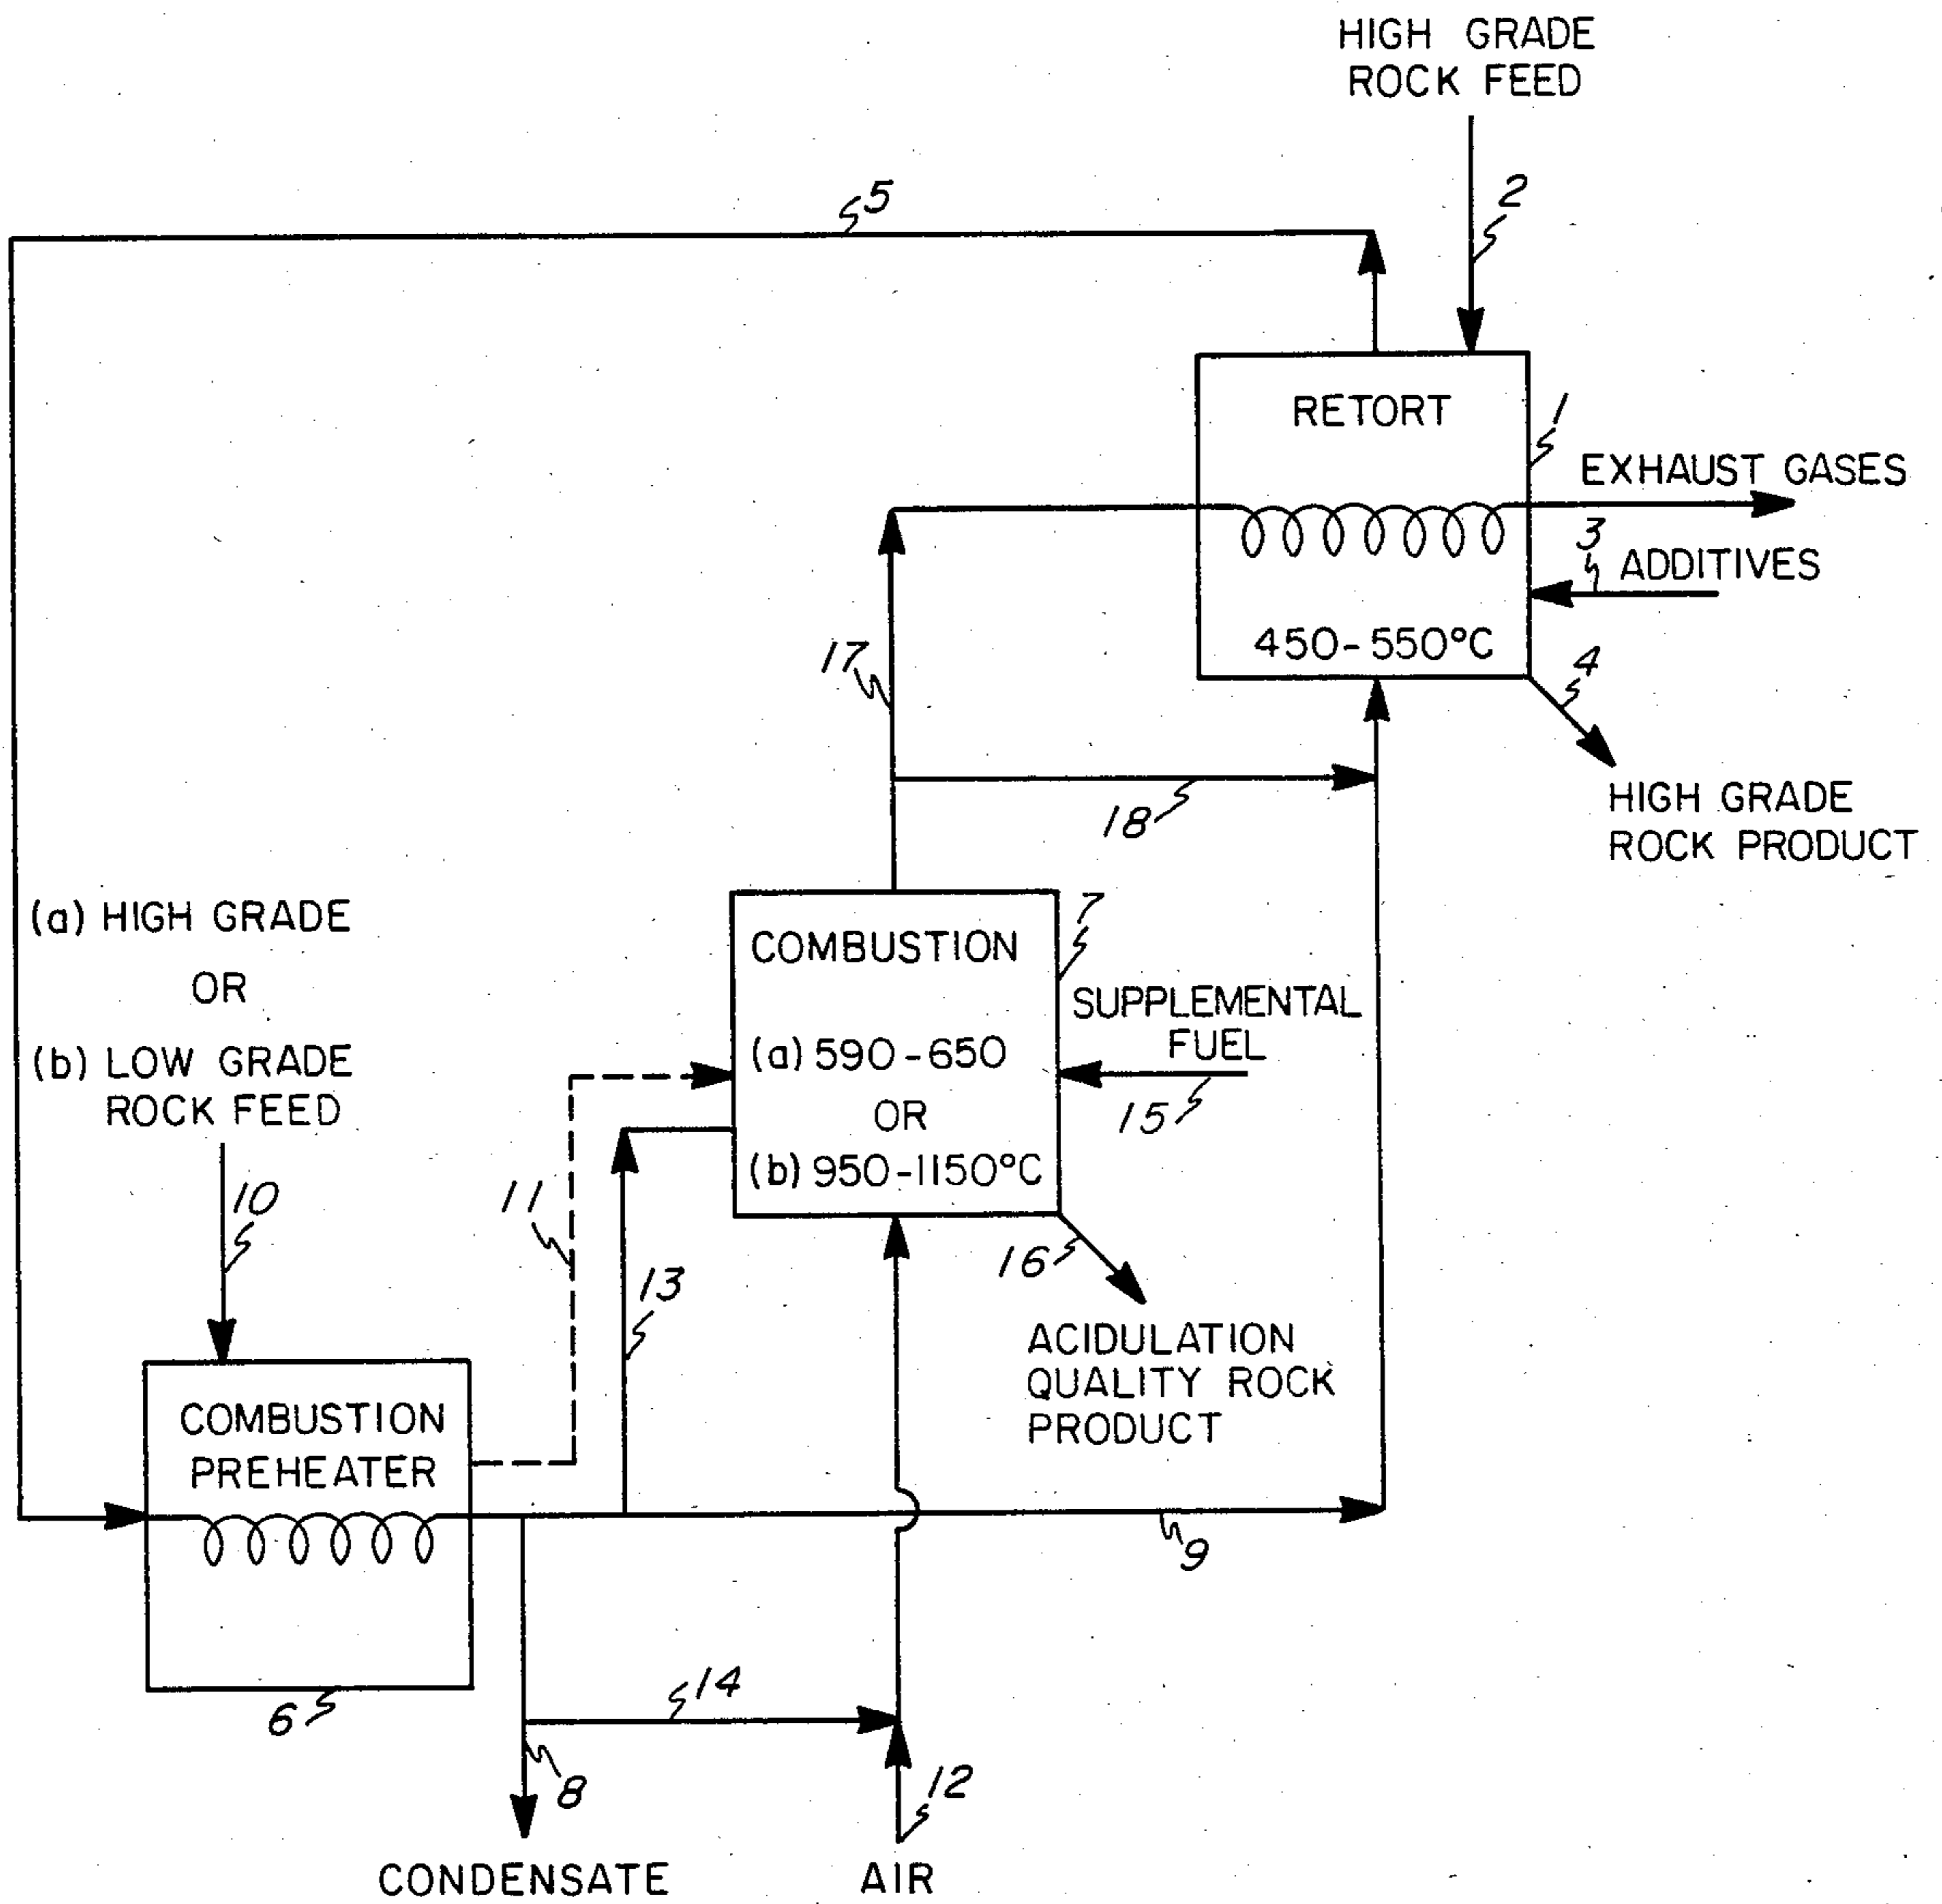 HIGH GRADE
ROCK FEED
5
2
RETORT
1
EXHAUST GASES
3
ADDITIVES
450-550°C
4
17
18
HIGH GRADE
ROCK PRODUCT
(a) HIGH GRADE
OR
(b) LOW GRADE
ROCK FEED
7
COMBUSTION
SUPPLEMENTAL
FUEL
(a) 590-650
OR
(b) 950-1150°C
15
10
11
13
16
ACIDULATION
QUALITY ROCK
PRODUCT
COMBUSTION
PREHEATER
9
6
14
8
12
CONDENSATE
AIR